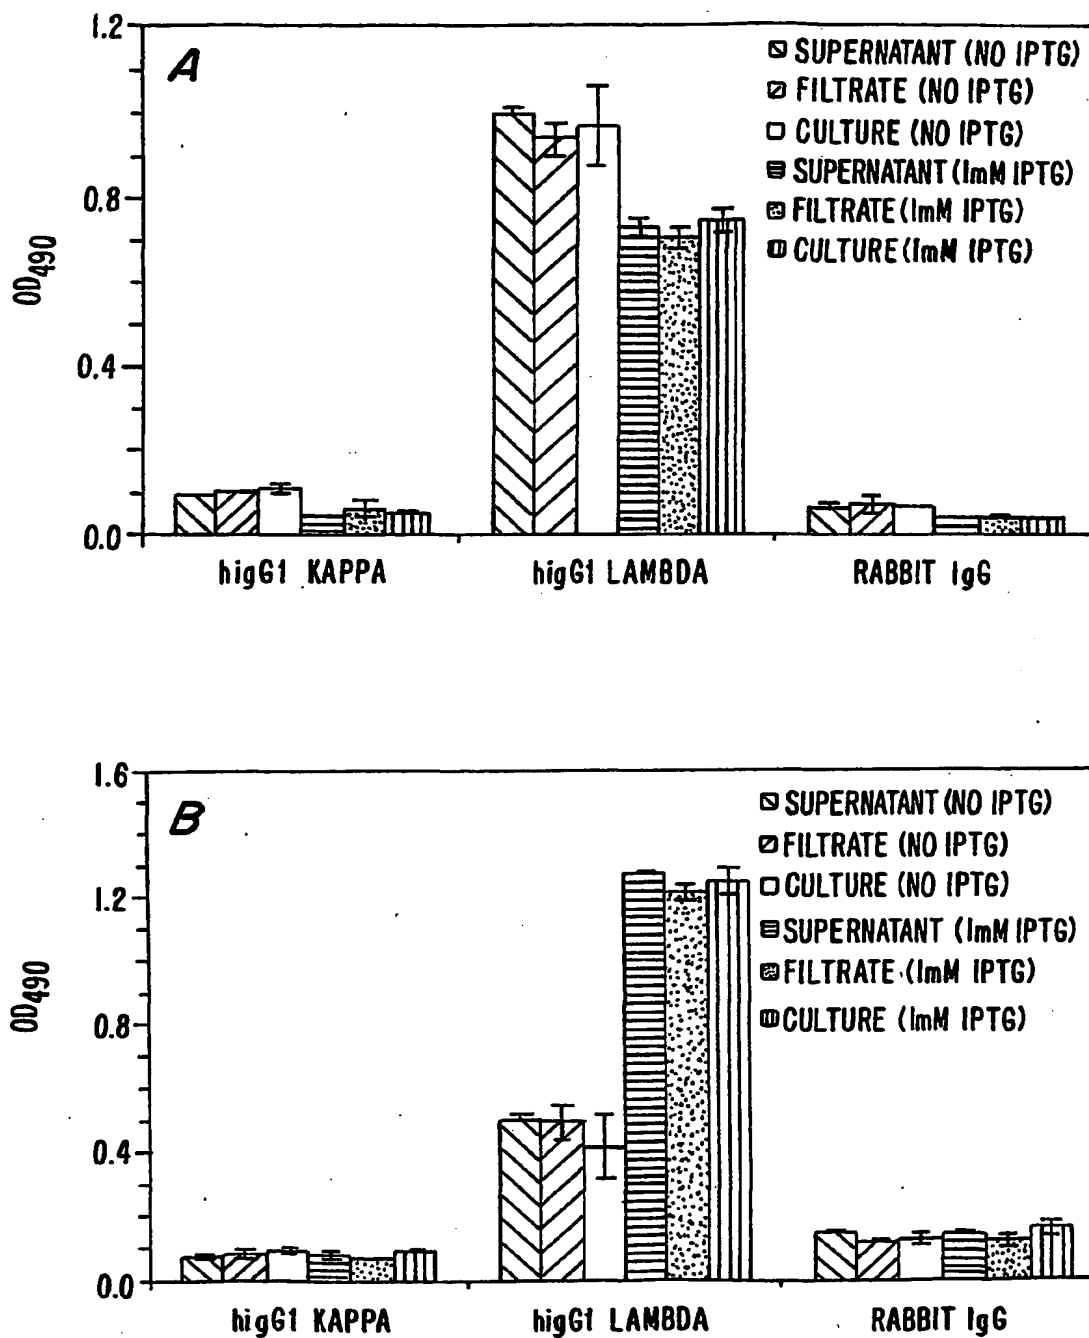 A
1.2
0.8
0.4
0.0
OD490
SUPERNATANT (NO IPTG)
FILTRATE (NO IPTG)
CULTURE (NO IPTG)
SUPERNATANT (1mM IPTG)
FILTRATE (1mM IPTG)
CULTURE (1mM IPTG)
higG1 KAPPA
higG1 LAMBDA
RABBIT IgG
B
1.6
1.2
0.8
0.4
0.0
OD490
SUPERNATANT (NO IPTG)
FILTRATE (NO IPTG)
CULTURE (NO IPTG)
SUPERNATANT (1mM IPTG)
FILTRATE (1mM IPTG)
CULTURE (1mM IPTG)
higG1 KAPPA
higG1 LAMBDA
RABBIT IgG